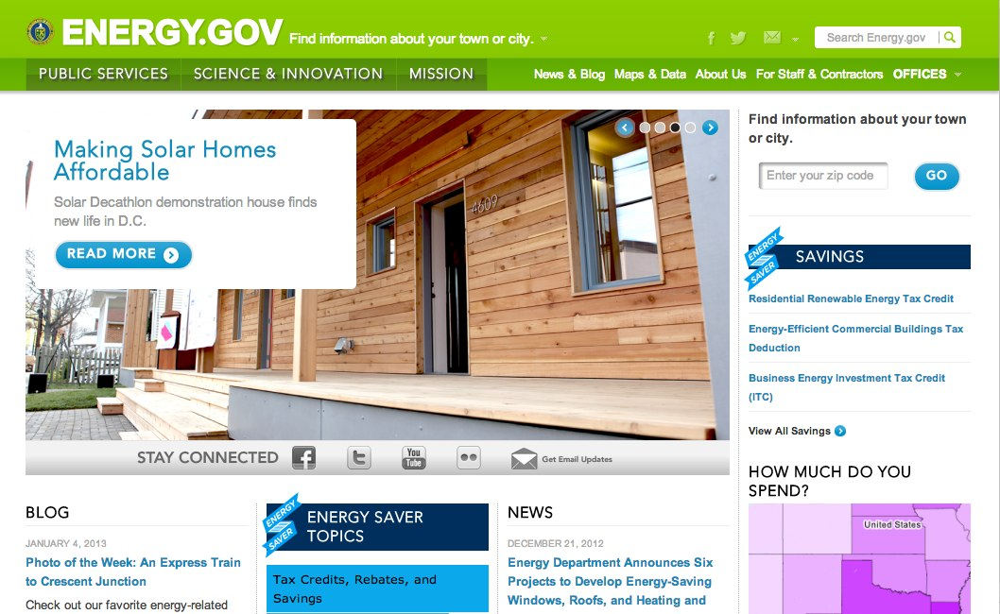 ENERGY.GOV
Find information about your town or city.
Search Energy.gov
PUBLIC SERVICES
SCIENCE & INNOVATION
MISSION
News & Blog
Maps & Data
About Us
For Staff & Contractors
OFFICES
Making Solar Homes
Affordable
Solar Decathlon demonstration house finds
new life in D.C.
READ MORE
4609
STAY CONNECTED
You
Tube
Get Email Updates
Find information about your town
or city.
Enter your zip code
GO
ENERGY
SAVER
SAVINGS
Residential Renewable Energy Tax Credit
Energy-Efficient Commercial Buildings Tax
Deduction
Business Energy Investment Tax Credit
(ITC)
View All Savings
HOW MUCH DO YOU
SPEND?
United States
BLOG
JANUARY 4, 2013
Photo of the Week: An Express Train
to Crescent Junction
Check out our favorite energy-related
ENERGY
SAVER
ENERGY SAVER
TOPICS
Tax Credits, Rebates, and
Savings
NEWS
DECEMBER 21, 2012
Energy Department Announces Six
Projects to Develop Energy-Saving
Windows, Roofs, and Heating and